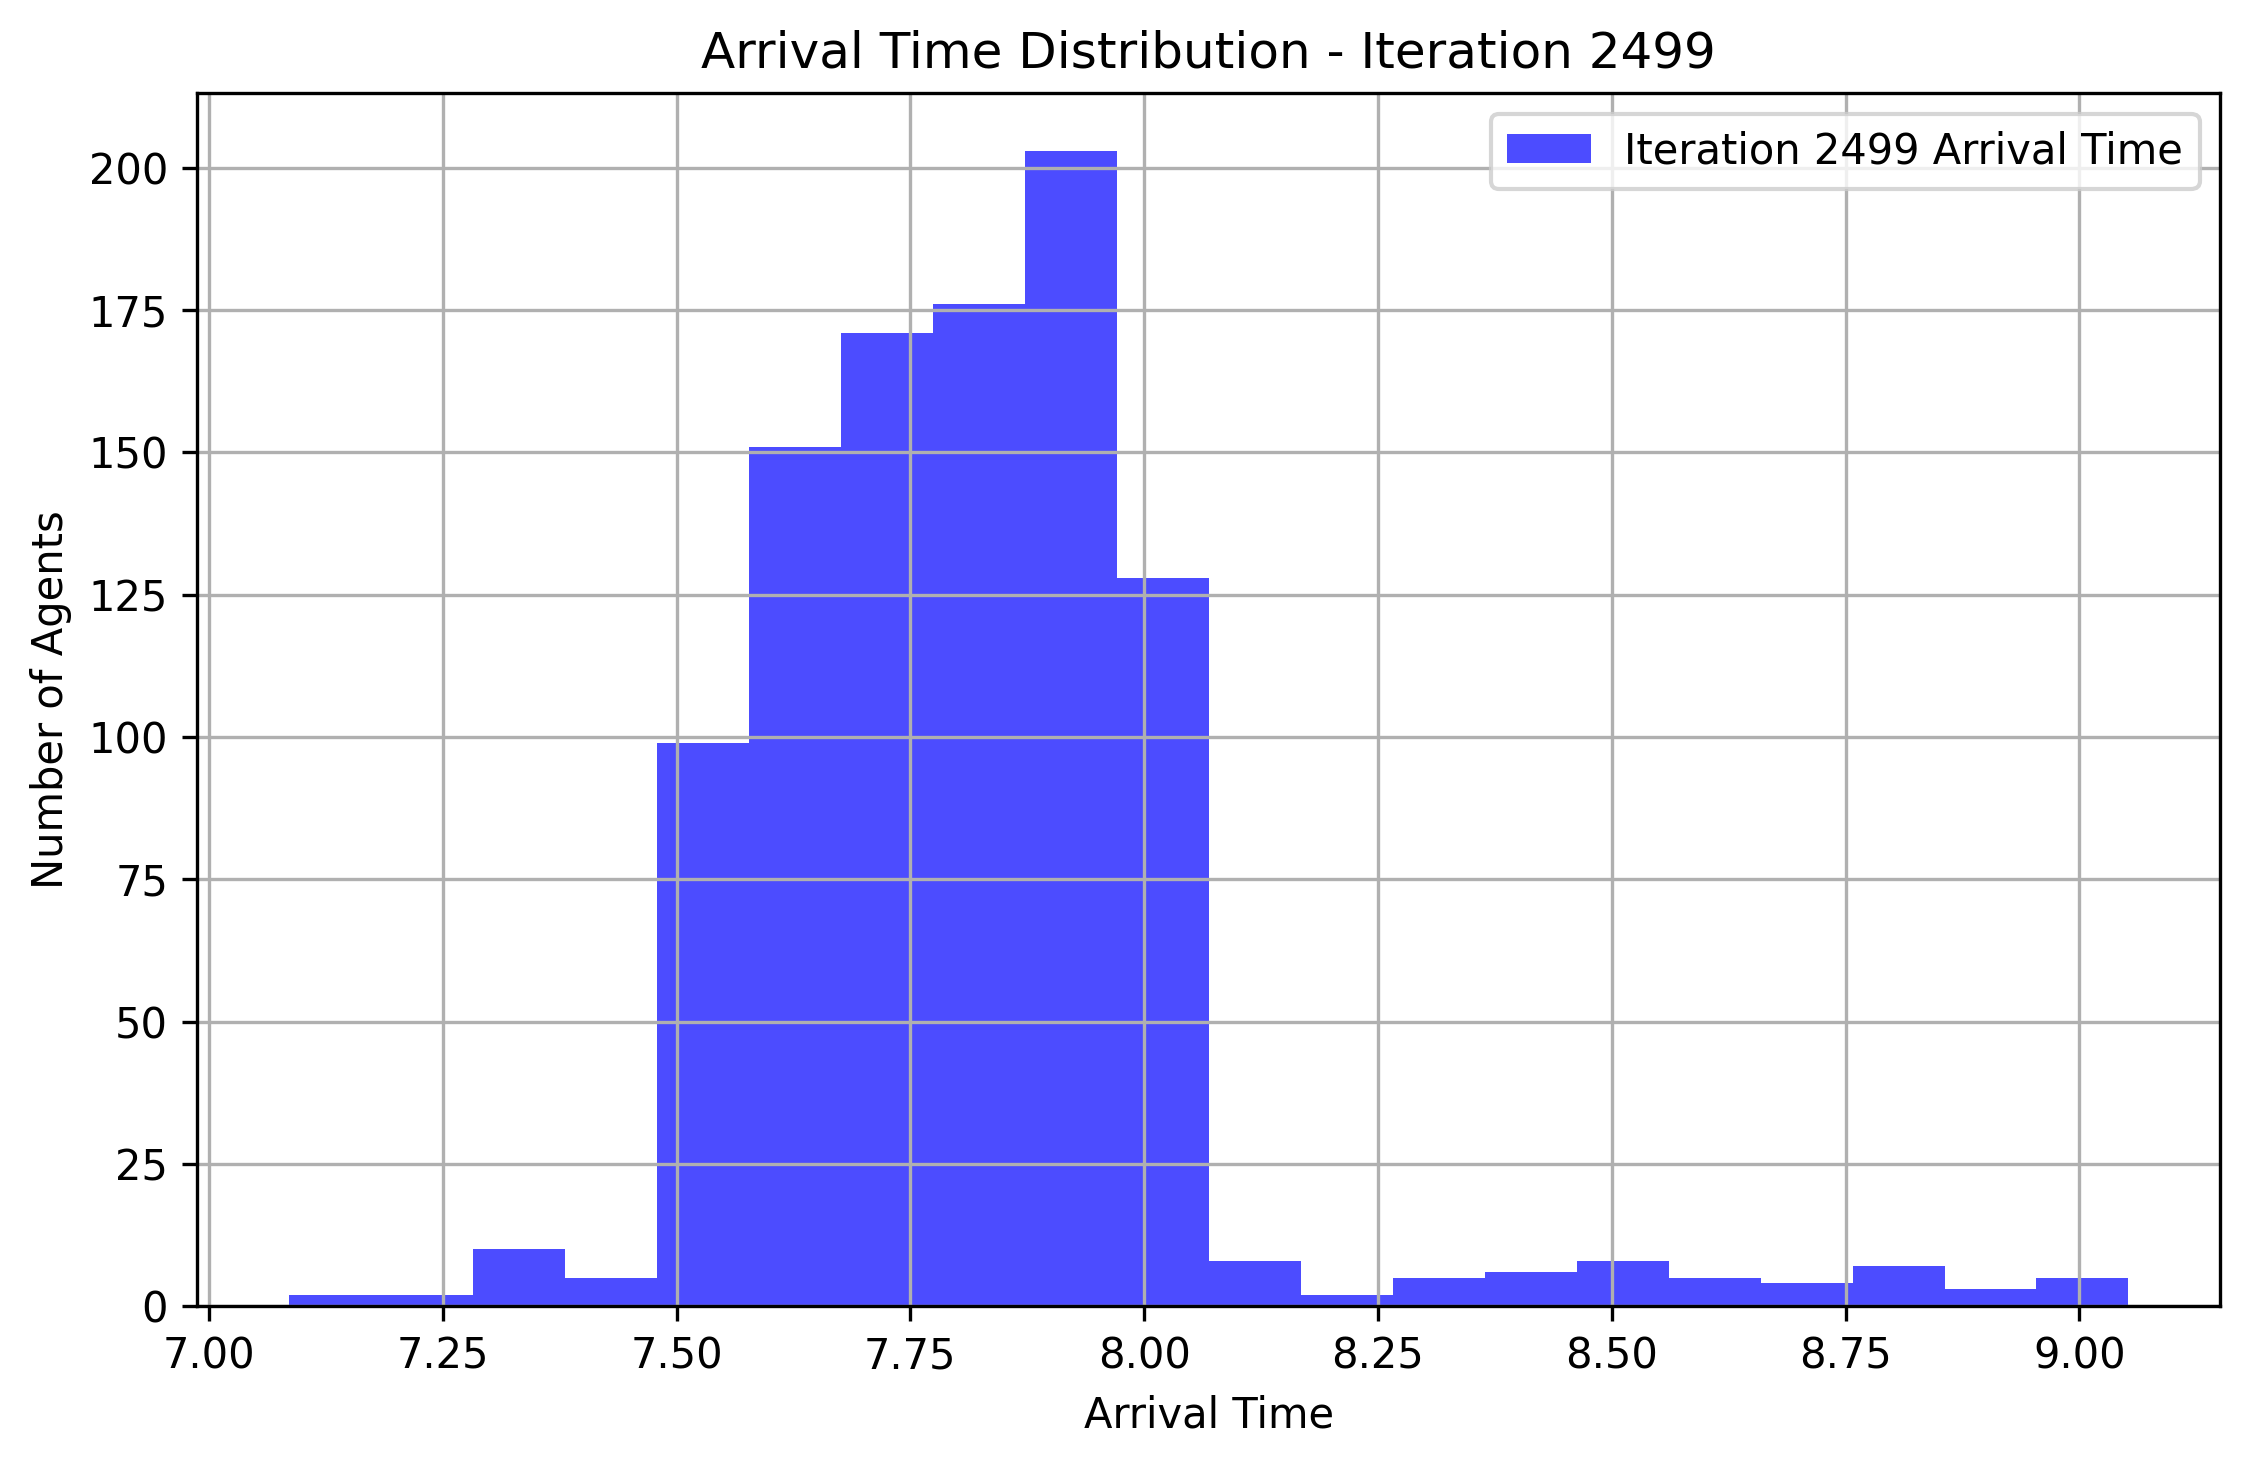 Arrival Time Distribution - Iteration 2499
Iteration 2499 Arrival Time
Number of Agents
200
175
150
125
100
75
50
25
0
7.00 7.25 7.50 7.75 8.00 8.25 8.50 8.75 9.00
Arrival Time